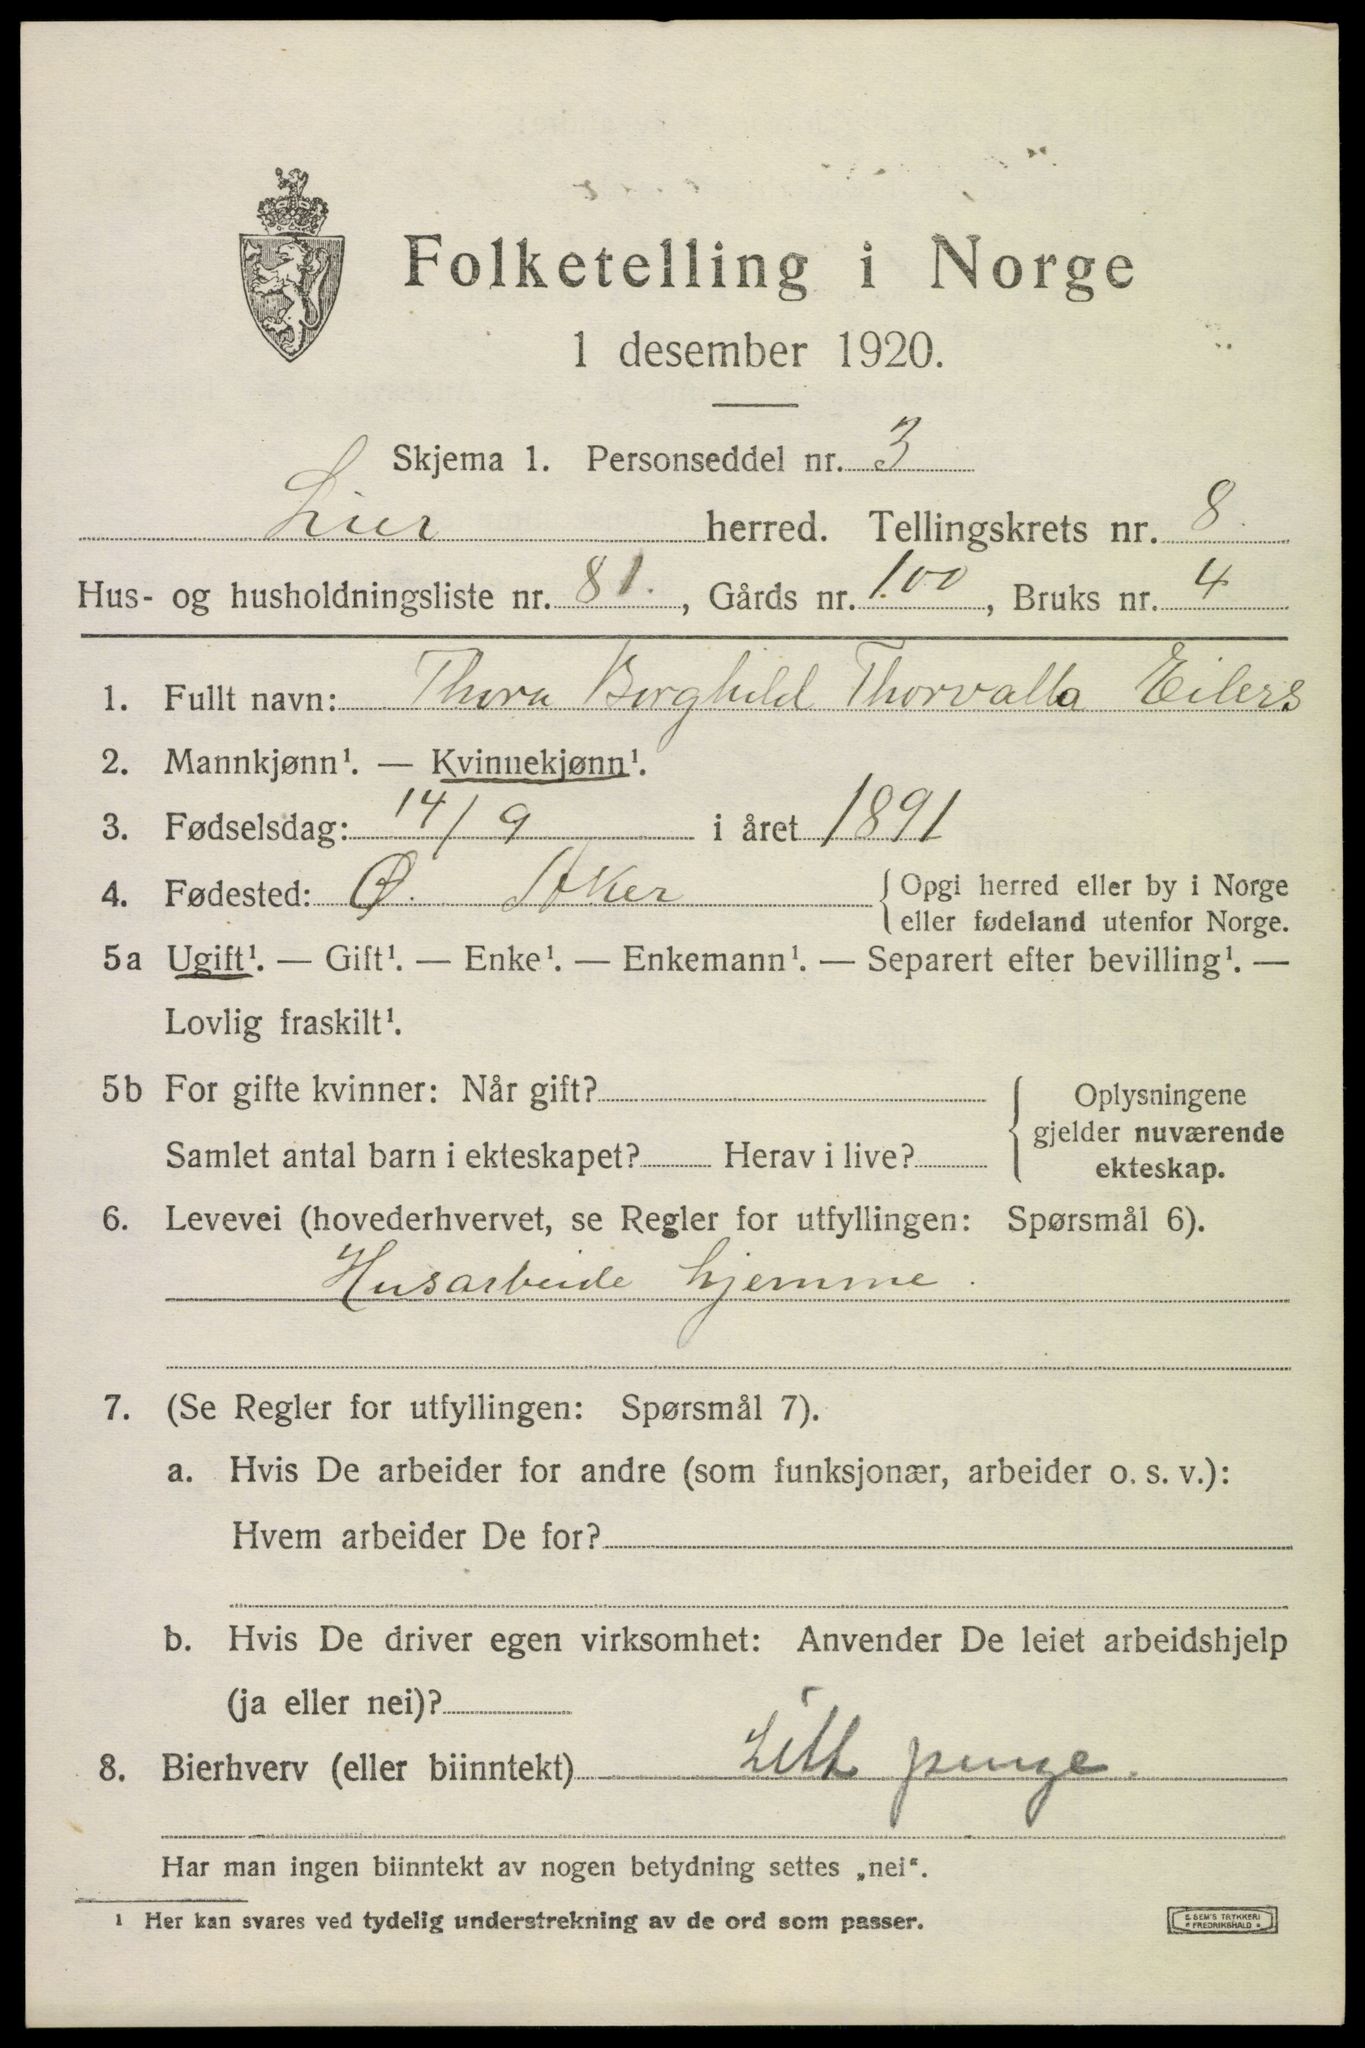 Folketelling i Norge
1 desember 1920.
Skjema 1. Personseddel nr. 3
Lier herred. Tellingskrets nr. 8.
Hus- og husholdningsliste nr. 81., Gårds nr. 100, Bruks nr. 4
1. Fullt navn: Thora Borghild Thorvalla Eilers
2. Mannkjønn¹. — Kvinnekjønn¹.
3. Fødselsdag: 14/9 i året 1891
4. Fødested: Ø. Aker { Opgi herred eller by i Norge
eller fødeland utenfor Norge.
5a Ugift¹. — Gift¹. — Enke¹. — Enkemann¹. — Separert efter bevilling¹. —
Lovlig fraskilt¹.
5b For gifte kvinner: Når gift?
Samlet antal barn i ekteskapet? Herav i live?
{ Oplysningene
gjelder nuværende
ekteskap.
6. Levevei (hovederhvervet, se Regler for utfyllingen: Spørsmål 6).
Husarbeide hjemme.
7. (Se Regler for utfyllingen: Spørsmål 7).
a. Hvis De arbeider for andre (som funksjonær, arbeider o. s. v.):
Hvem arbeider De for?
b. Hvis De driver egen virksomhet: Anvender De leiet arbeidshjelp
(ja eller nei)?
8. Bierhverv (eller biinntekt) Litt penge.
Har man ingen biinntekt av nogen betydning settes „nei“.
¹ Her kan svares ved tydelig understrekning av de ord som passer.
E. SEM'S TRYKKERI
FREDRIKSHALD